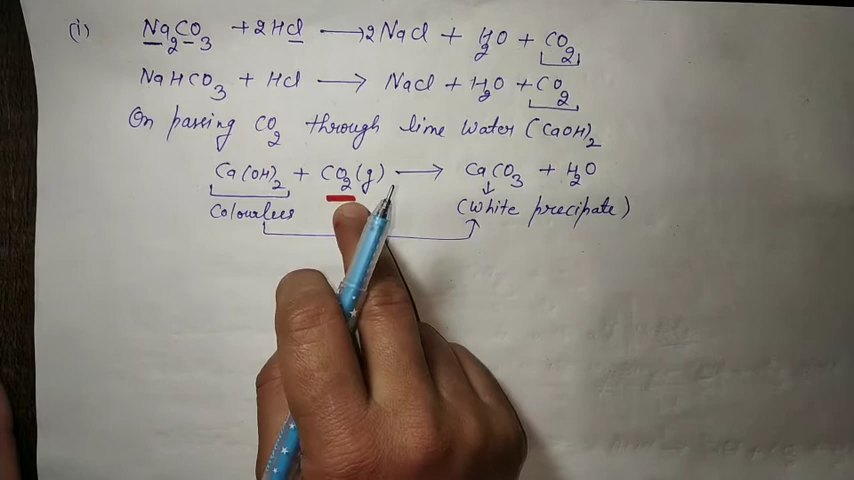 (i) Na₂CO₃ + 2HCl ⟶ 2NaCl + H₂O + CO₂
NaHCO₃ + HCl ⟶ NaCl + H₂O + CO₂
On passing CO₂ through lime water (CaOH)₂
Ca(OH)₂ + CO₂(g) ⟶ CaCO₃ + H₂O
Colourless (White precipate)